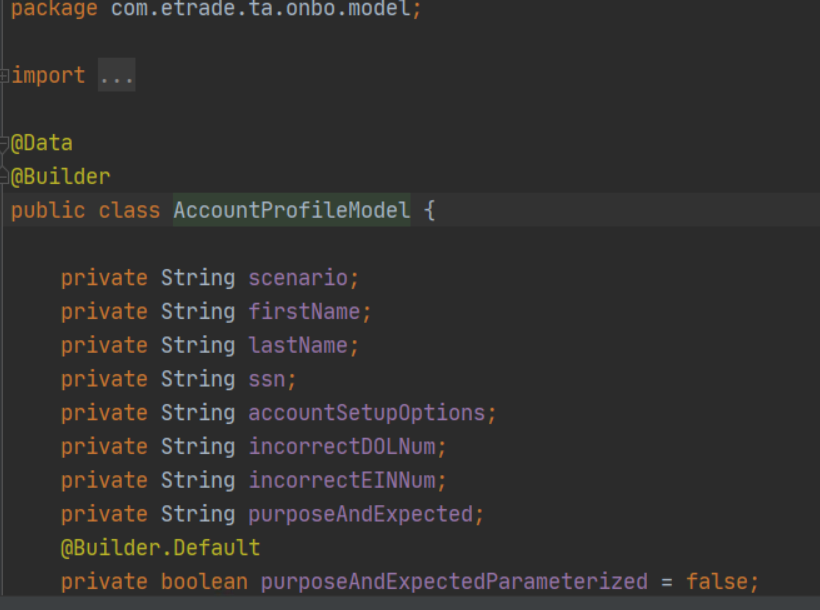 package com.etrade.ta.onbo.model;
import ...
@Data
@Builder
public class AccountProfileModel {
private String scenario;
private String firstName;
private String lastName;
private String ssn;
private String accountSetupOptions;
private String incorrectDOLNum;
private String incorrectEINNum;
private String purposeAndExpected;
@Builder.Default
private boolean purposeAndExpectedParameterized = false;